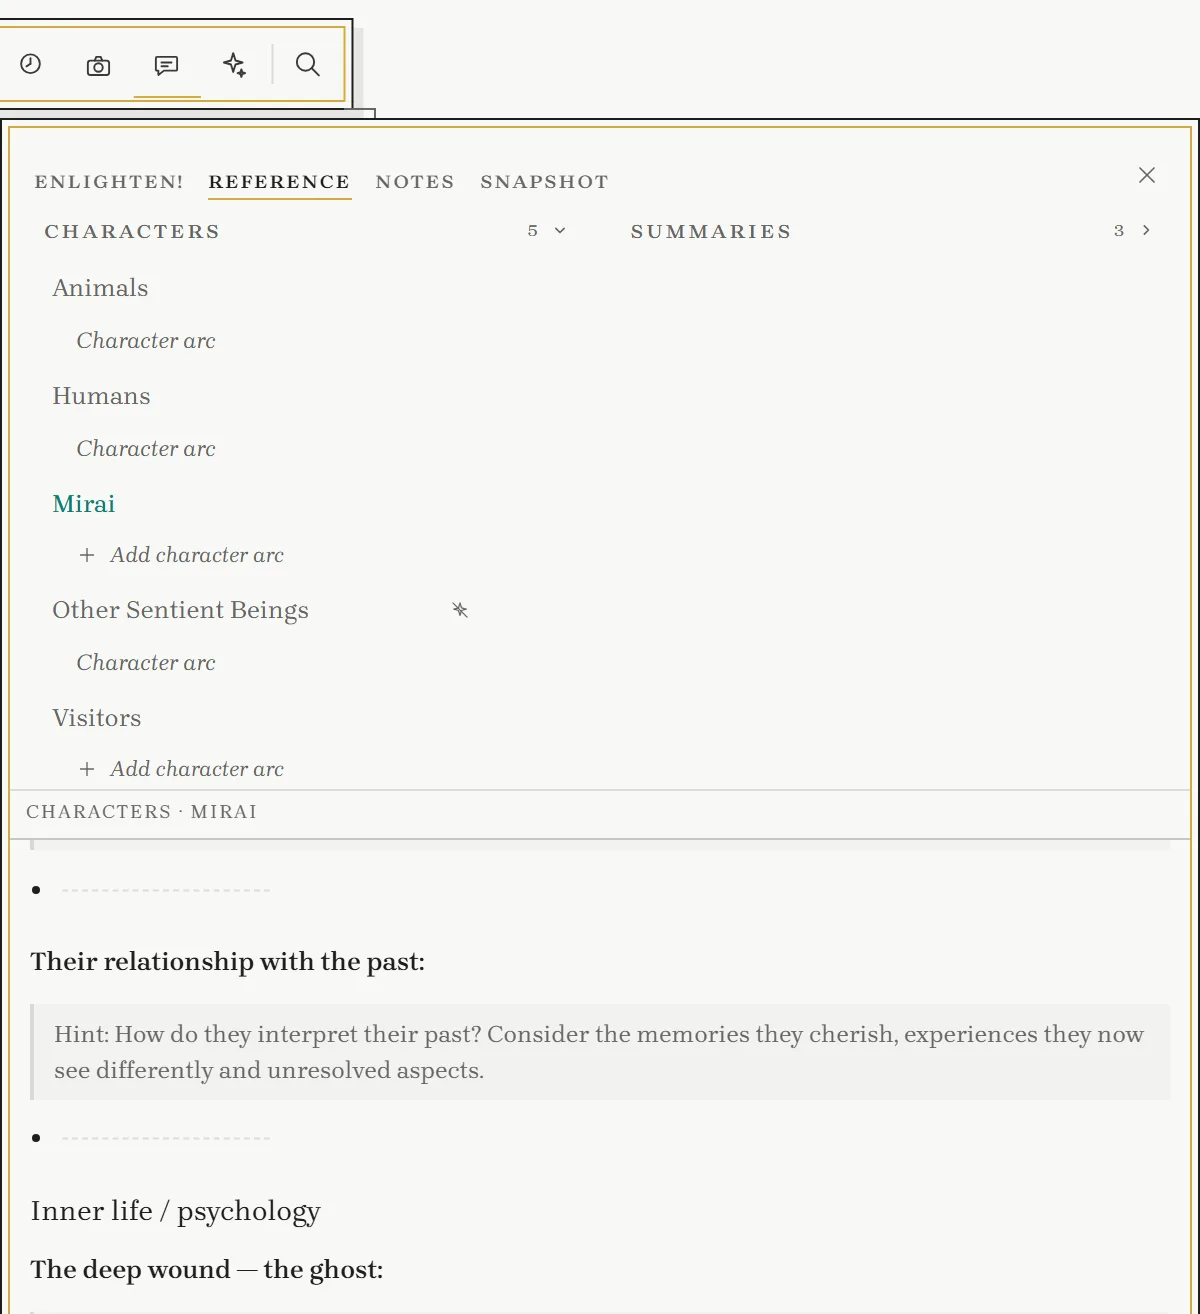 ENLIGHTEN! REFERENCE NOTES SNAPSHOT
CHARACTERS 5
SUMMARIES 3
Animals
Character arc
Humans
Character arc
Mirai
+ Add character arc
Other Sentient Beings
Character arc
Visitors
+ Add character arc
CHARACTERS · MIRAI
Their relationship with the past:
Hint: How do they interpret their past? Consider the memories they cherish, experiences they now
see differently and unresolved aspects.
Inner life / psychology
The deep wound — the ghost: